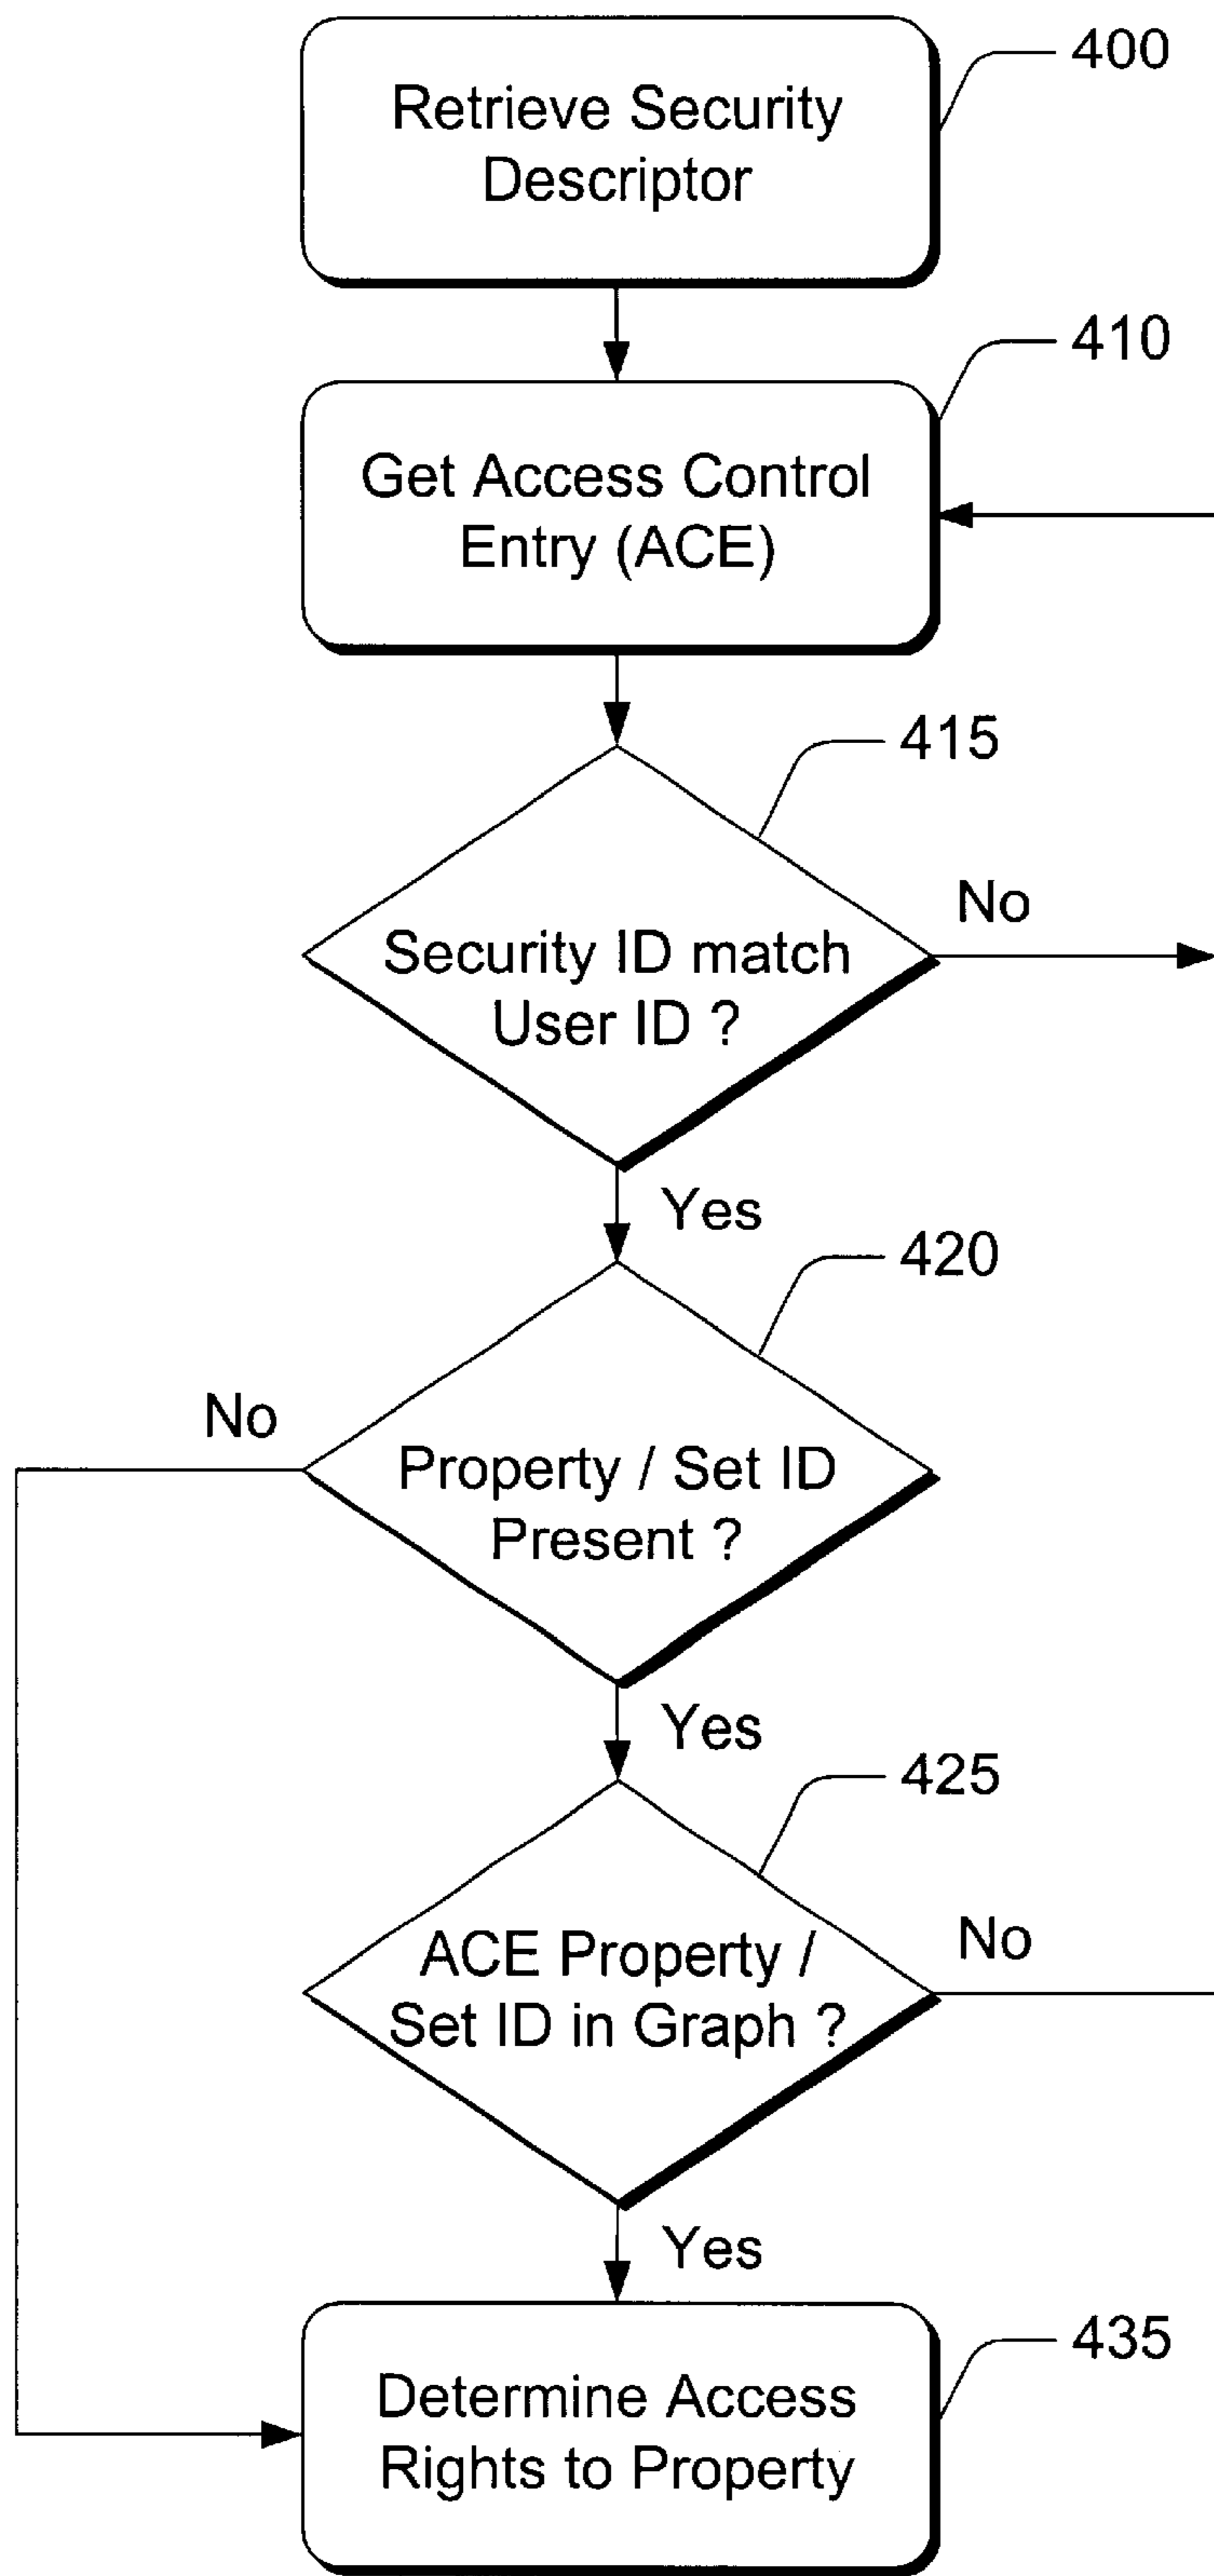 400
Retrieve Security
Descriptor
410
Get Access Control
Entry (ACE)
415
No
Security ID match
User ID ?
Yes
420
No
Property / Set ID
Present ?
Yes
425
No
ACE Property /
Set ID in Graph ?
Yes
435
Determine Access
Rights to Property